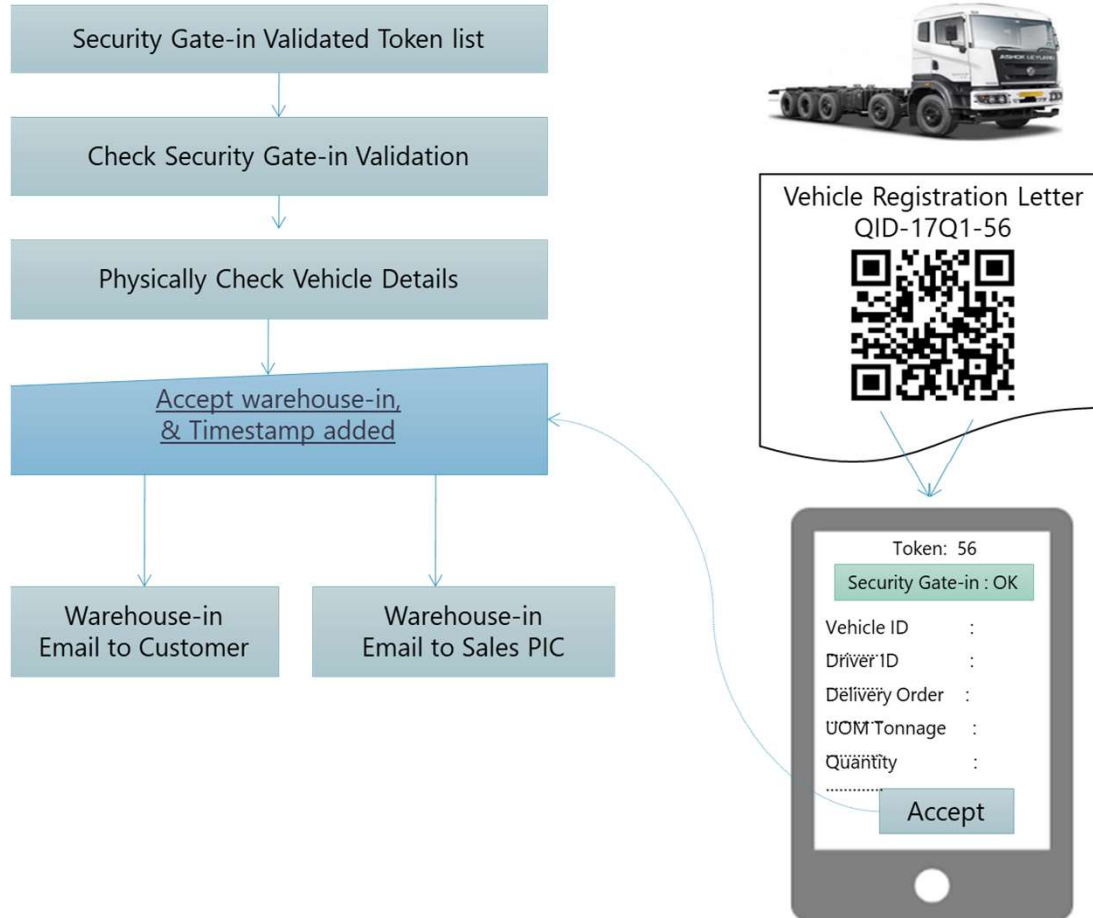 Security Gate-in Validated Token list
Check Security Gate-in Validation
Physically Check Vehicle Details
Accept warehouse-in,
& Timestamp added
Warehouse-in
Email to Customer
Warehouse-in
Email to Sales PIC
ASHOK LEYLAND
Vehicle Registration Letter
QID-17Q1-56
Token: 56
Security Gate-in : OK
Vehicle ID :
Driver ID :
Delivery Order :
UOM Tonnage :
Quantity :
Accept